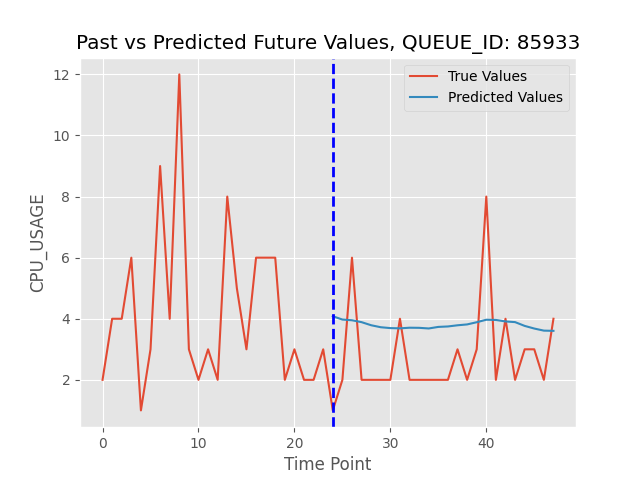 Past vs Predicted Future Values, QUEUE_ID: 85933
True Values
Predicted Values
12
10
8
6
4
2
CPU_USAGE
0
10
20
30
40
Time Point